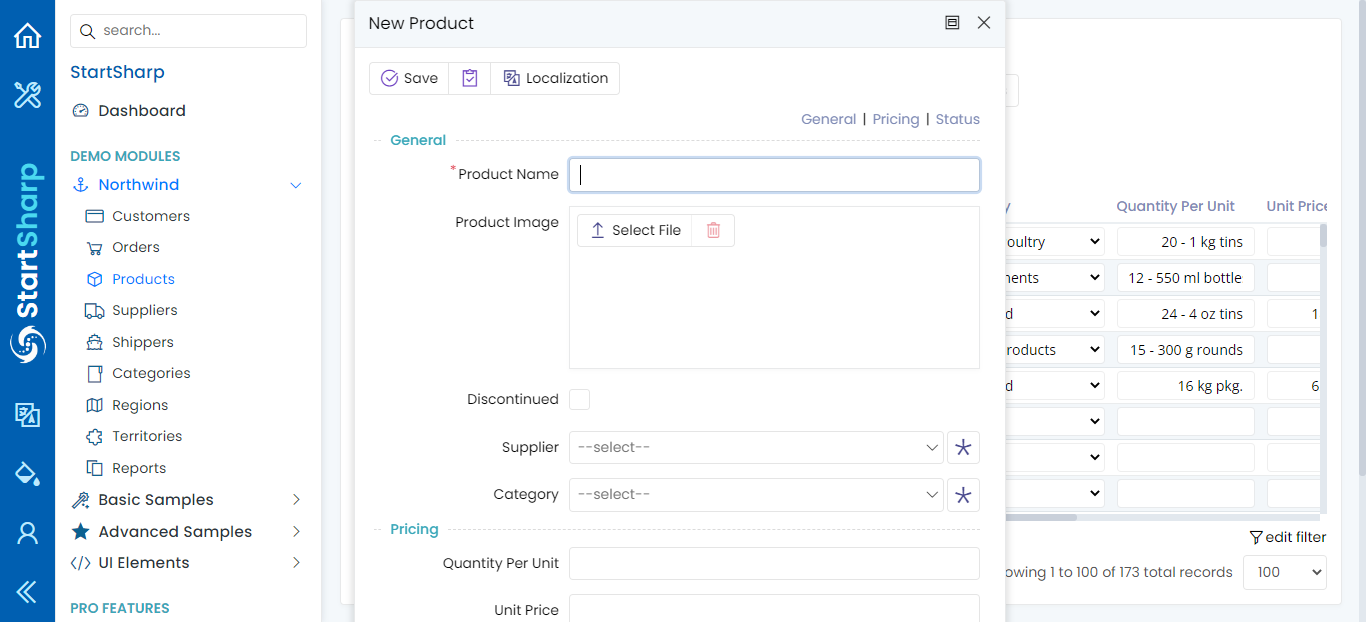 StartSharp
search...
StartSharp
Dashboard
DEMO MODULES
Northwind
Customers
Orders
Products
Suppliers
Shippers
Categories
Regions
Territories
Reports
Basic Samples
Advanced Samples
UI Elements
PRO FEATURES
New Product
Save
Localization
General | Pricing | Status
General
*Product Name
Product Image
Select File
Discontinued
Supplier --select--
Category --select--
Pricing
Quantity Per Unit
Unit Price
Quantity Per Unit Unit Price
20 - 1 kg tins
12 - 550 ml bottle
24 - 4 oz tins 1
15 - 300 g rounds
16 kg pkg. 6
edit filter
1 to 100 of 173 total records 100